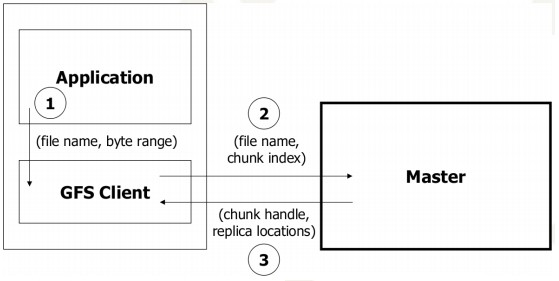 Application
1
(file name, byte range)
GFS Client
2
(file name,
chunk index)
Master
(chunk handle,
replica locations)
3